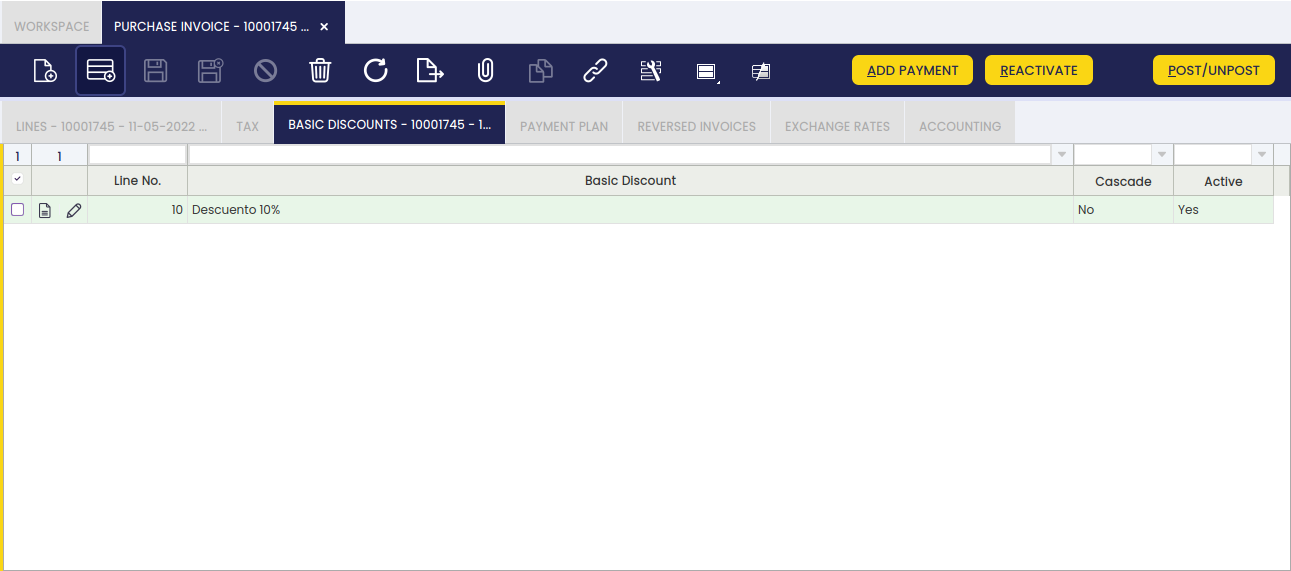 WORKSPACE
PURCHASE INVOICE - 10001745 ... ×
ADD PAYMENT
REACTIVATE
POST/UNPOST
LINES - 10001745 - 11-05-2022 ...
TAX
BASIC DISCOUNTS - 10001745 - 1...
PAYMENT PLAN
REVERSED INVOICES
EXCHANGE RATES
ACCOUNTING
1 1
Line No. Basic Discount Cascade Active
10 Descuento 10% No Yes